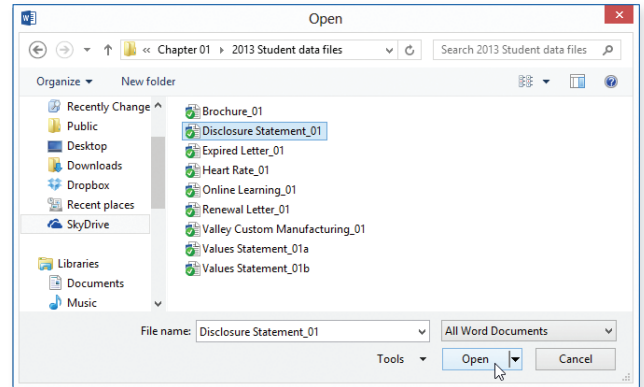 Open
« Chapter 01 ▸ 2013 Student data files
Search 2013 Student data files
Organize
New folder
Recently Change
Public
Desktop
Downloads
Dropbox
Recent places
SkyDrive
Libraries
Documents
Music
Brochure_01
Disclosure Statement_01
Expired Letter_01
Heart Rate_01
Online Learning_01
Renewal Letter_01
Valley Custom Manufacturing_01
Values Statement_01a
Values Statement_01b
File name: Disclosure Statement_01
All Word Documents
Tools
Open
Cancel